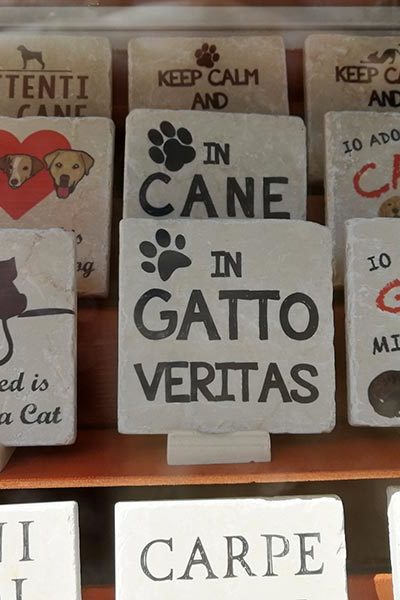 TTENTI
CANE
KEEP CALM
AND
KEEP CA
AND
IN
CANE
IO ADO
CA
IN
GATTO
VERITAS
ed is
a Cat
IO
G
MI
CARPE